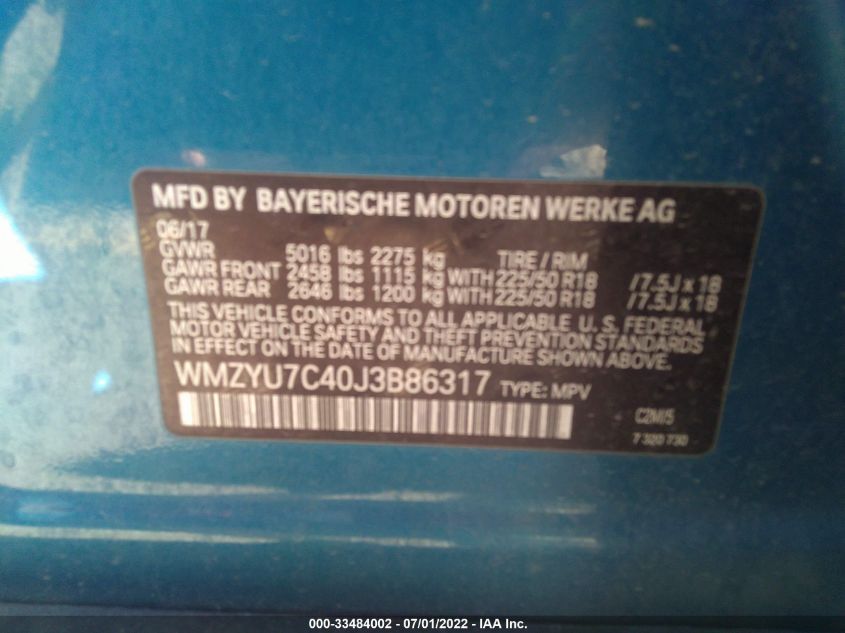 MFD BY BAYERISCHE MOTOREN WERKE AG
06/17
GVWR 5016 lbs 2275 kg TIRE / RIM
GAWR FRONT 2458 lbs 1115 kg WITH 225/50 R18 /7.5J x 18
GAWR REAR 2646 lbs 1200 kg WITH 225/50 R18 /7.5J x 18
THIS VEHICLE CONFORMS TO ALL APPLICABLE U. S. FEDERAL
MOTOR VEHICLE SAFETY AND THEFT PREVENTION STANDARDS
IN EFFECT ON THE DATE OF MANUFACTURE SHOWN ABOVE.
WMZYU7C40J3B86317 TYPE: MPV
C2MI5
7 320 730
000-33484002 - 07/01/2022 - IAA Inc.